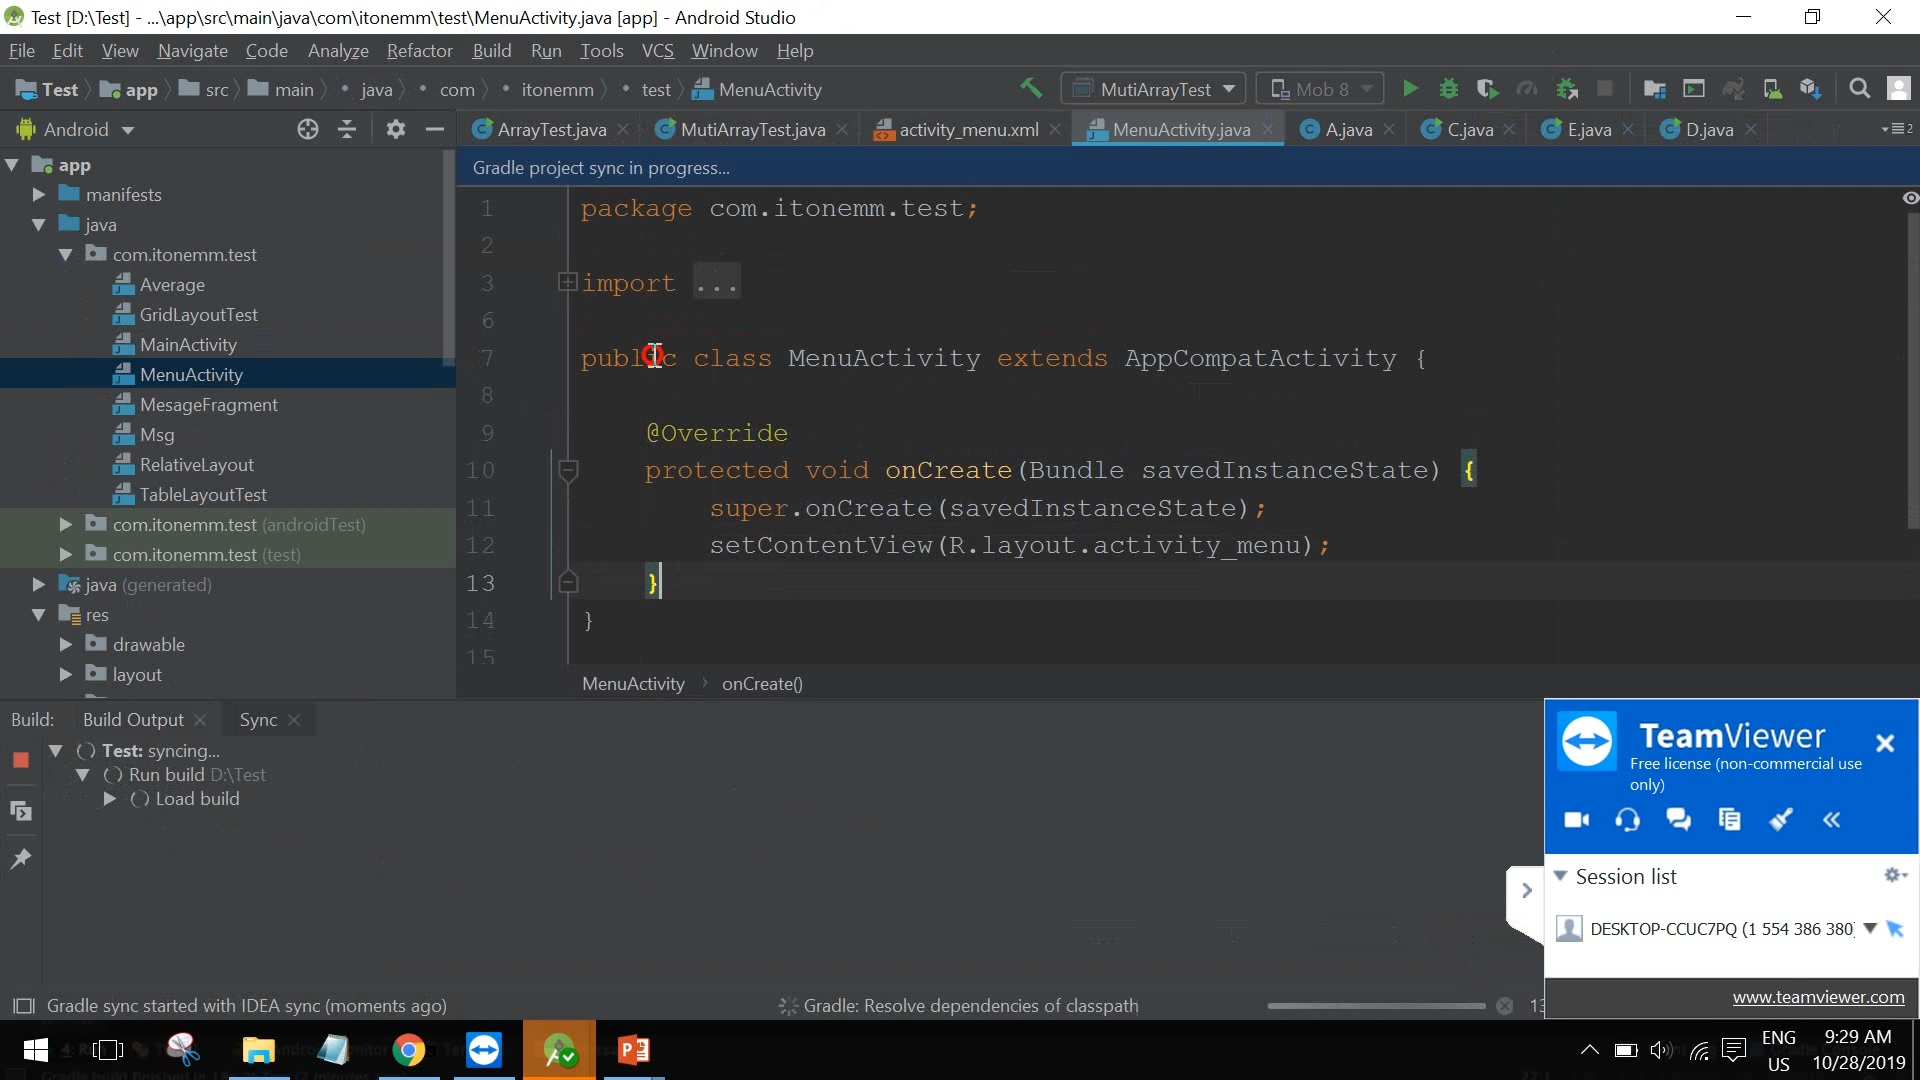 Test [D:\Test] - ...\app\src\main\java\com\itonemm\test\MenuActivity.java [app] - Android Studio
File Edit View Navigate Code Analyze Refactor Build Run Tools VCS Window Help
Test app src main java com itonemm test MenuActivity MutiArrayTest Mob 8
Android
ArrayTest.java MutiArrayTest.java activity_menu.xml MenuActivity.java A.java C.java E.java D.java 2
Gradle project sync in progress...
app
manifests
java
com.itonemm.test
Average
GridLayoutTest
MainActivity
MenuActivity
MesageFragment
Msg
RelativeLayout
TableLayoutTest
com.itonemm.test (androidTest)
com.itonemm.test (test)
java (generated)
res
drawable
layout
1 package com.itonemm.test;
2
3 import ...
6
7 public class MenuActivity extends AppCompatActivity {
8
9 @Override
10 protected void onCreate(Bundle savedInstanceState) {
11 super.onCreate(savedInstanceState);
12 setContentView(R.layout.activity_menu);
13 }
14 }
15
MenuActivity onCreate()
Build: Build Output Sync
Test: syncing...
Run build D:\Test
Load build
TeamViewer
Free license (non-commercial use
only)
Session list
DESKTOP-CCUC7PQ (1 554 386 380)
www.teamviewer.com
Gradle sync started with IDEA sync (moments ago) Gradle: Resolve dependencies of classpath
ENG
US
9:29 AM
10/28/2019